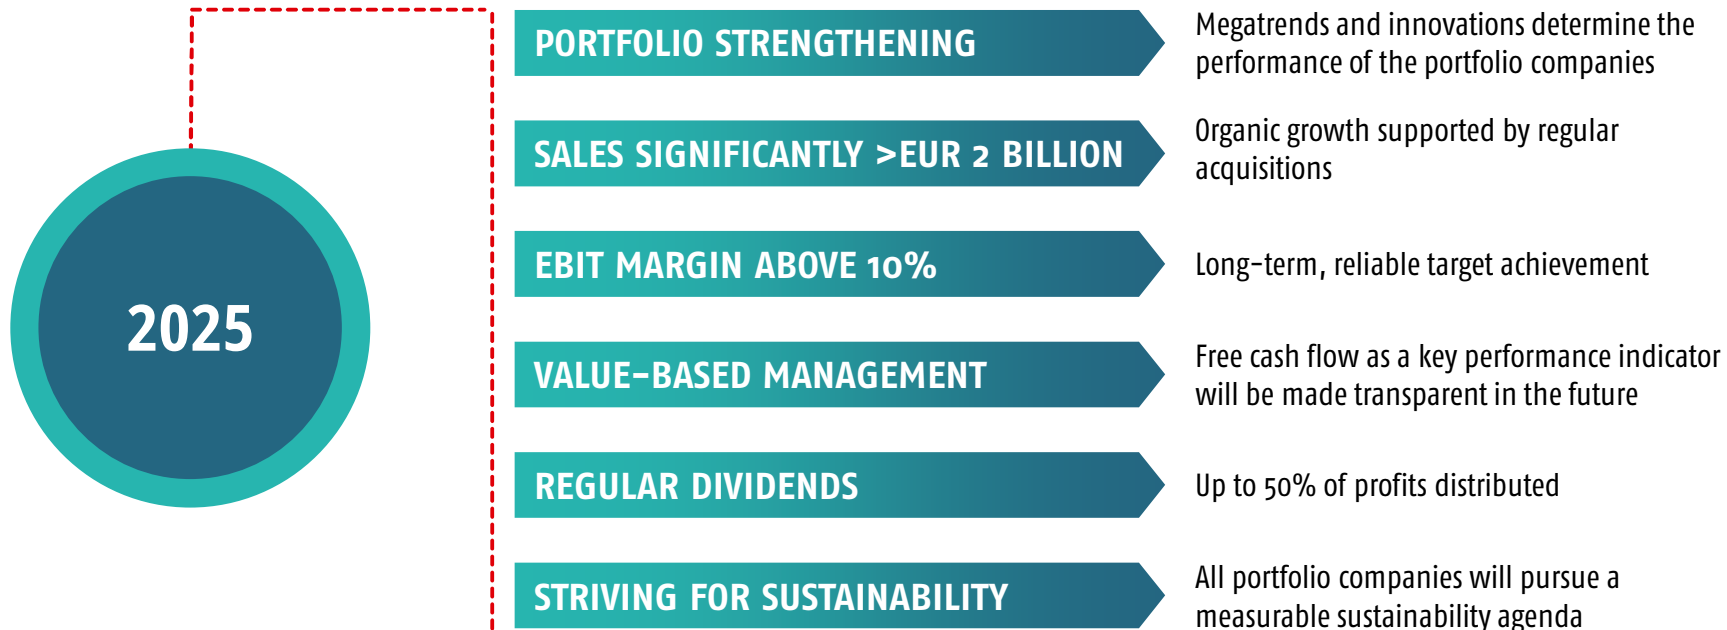 2025
PORTFOLIO STRENGTHENING
Megatrends and innovations determine the
performance of the portfolio companies
SALES SIGNIFICANTLY >EUR 2 BILLION
Organic growth supported by regular
acquisitions
EBIT MARGIN ABOVE 10%
Long-term, reliable target achievement
VALUE-BASED MANAGEMENT
Free cash flow as a key performance indicator
will be made transparent in the future
REGULAR DIVIDENDS
Up to 50% of profits distributed
STRIVING FOR SUSTAINABILITY
All portfolio companies will pursue a
measurable sustainability agenda